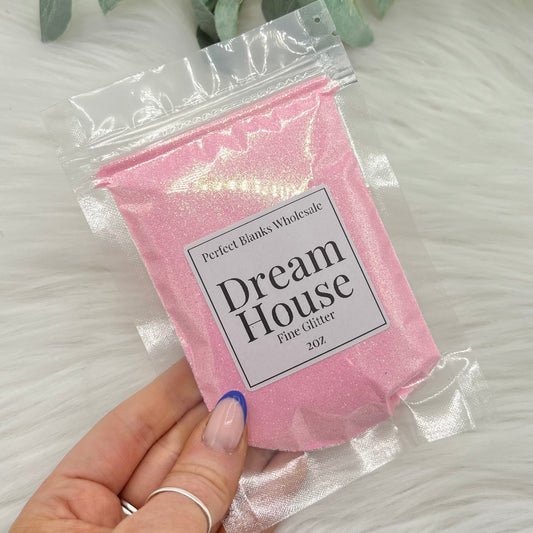 Perfect Blanks Wholesale
Dream
House
Fine Glitter
2oz